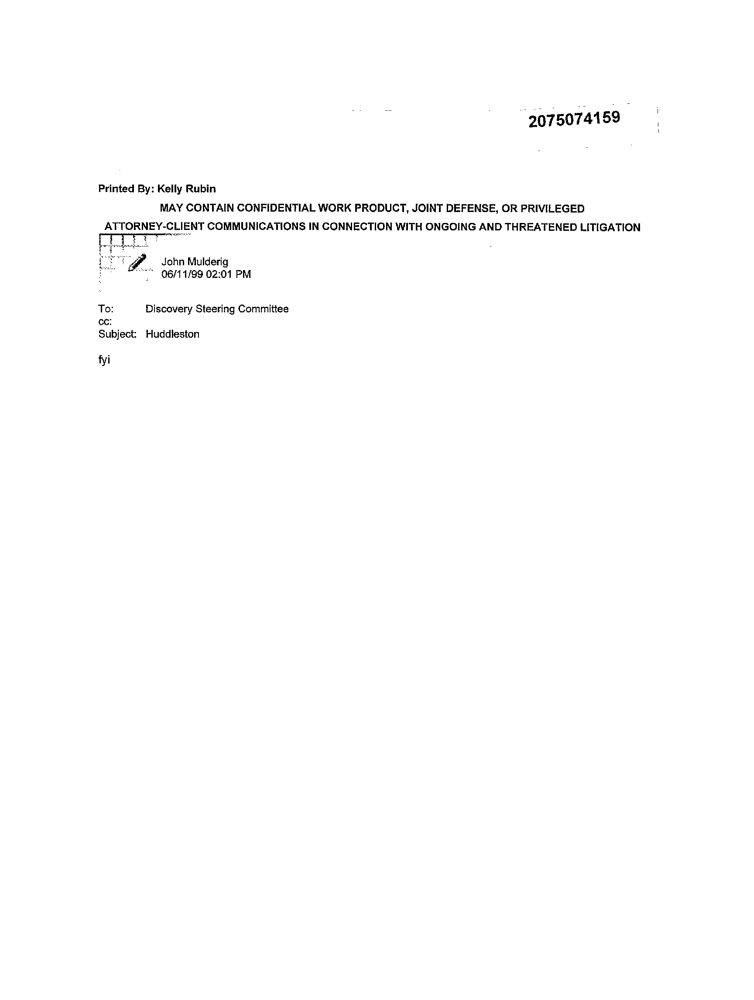 2075074159
Printed By: Kelly Rubin
MAY CONTAIN CONFIDENTIAL WORK PRODUCT, JOINT DEFENSE, OR PRIVILEGED
ATTORNEY-CLIENT COMMUNICATIONS IN CONNECTION WITH ONGOING AND THREATENED LITIGATION
John Mulderig
06/11/99 02:01 PM
To: Discovery Steering Committee
cc:
Subject: Huddleston
fyi